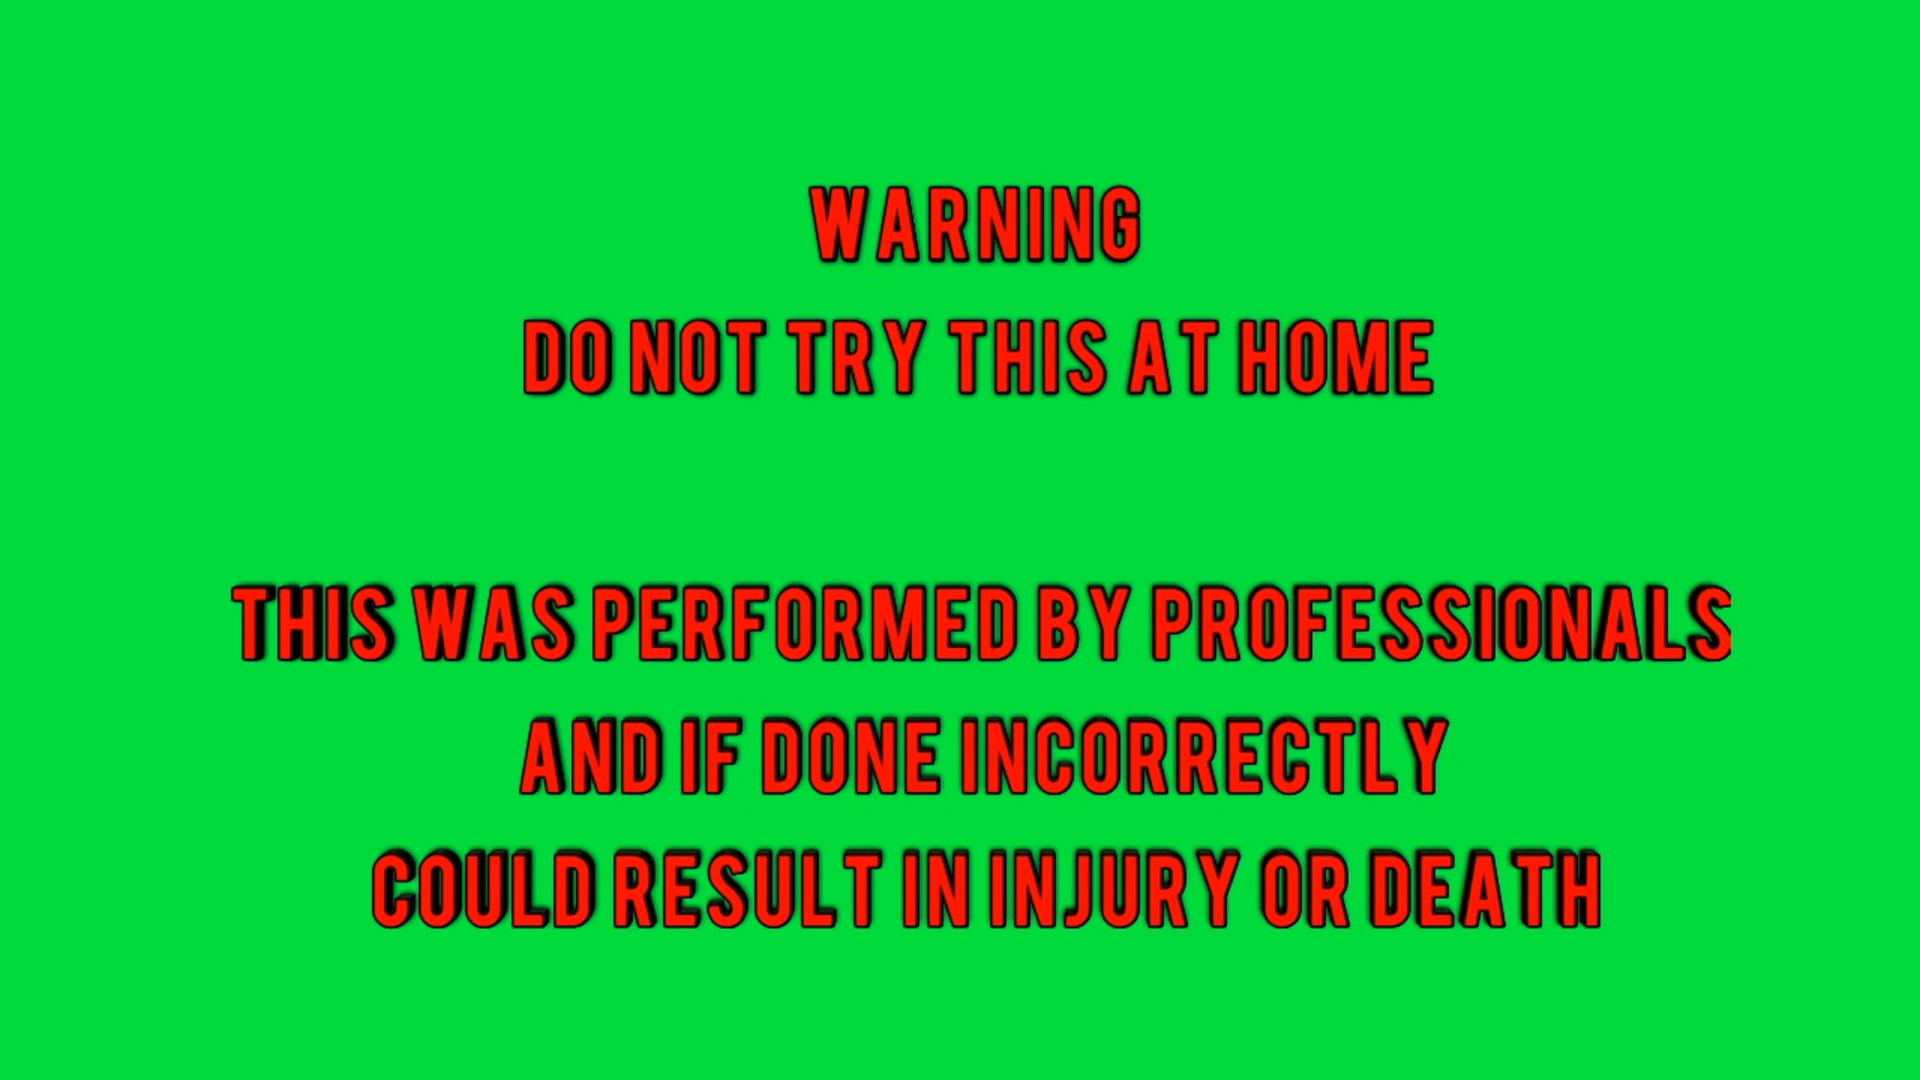 WARNING
DO NOT TRY THIS AT HOME
THIS WAS PERFORMED BY PROFESSIONALS
AND IF DONE INCORRECTLY
COULD RESULT IN INJURY OR DEATH